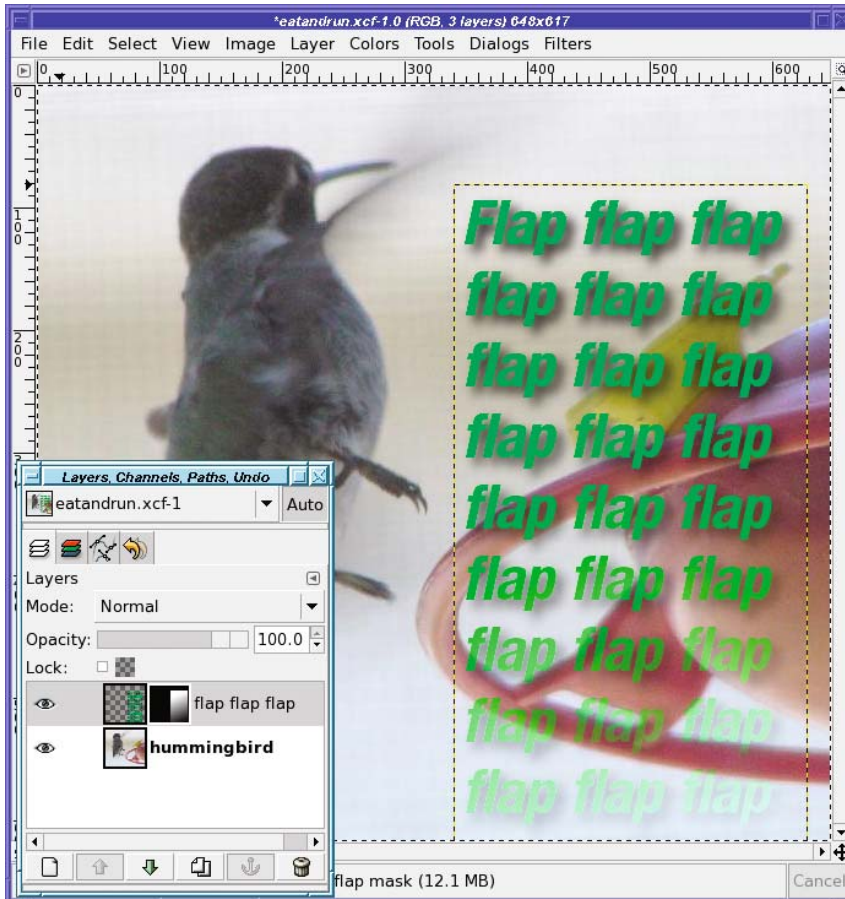 *eatandrun.xcf-1.0 (RGB, 3 layers) 648x617
File Edit Select View Image Layer Colors Tools Dialogs Filters
0 100 200 300 400 500 600
0
100
200
Flap flap flap
flap flap flap
flap flap flap
flap flap flap
flap flap flap
flap flap flap
flap flap flap
flap flap flap
flap flap flap
Layers, Channels, Paths, Undo
eatandrun.xcf-1 Auto
Layers
Mode: Normal
Opacity: 100.0
Lock:
flap flap flap
hummingbird
flap mask (12.1 MB)
Cancel